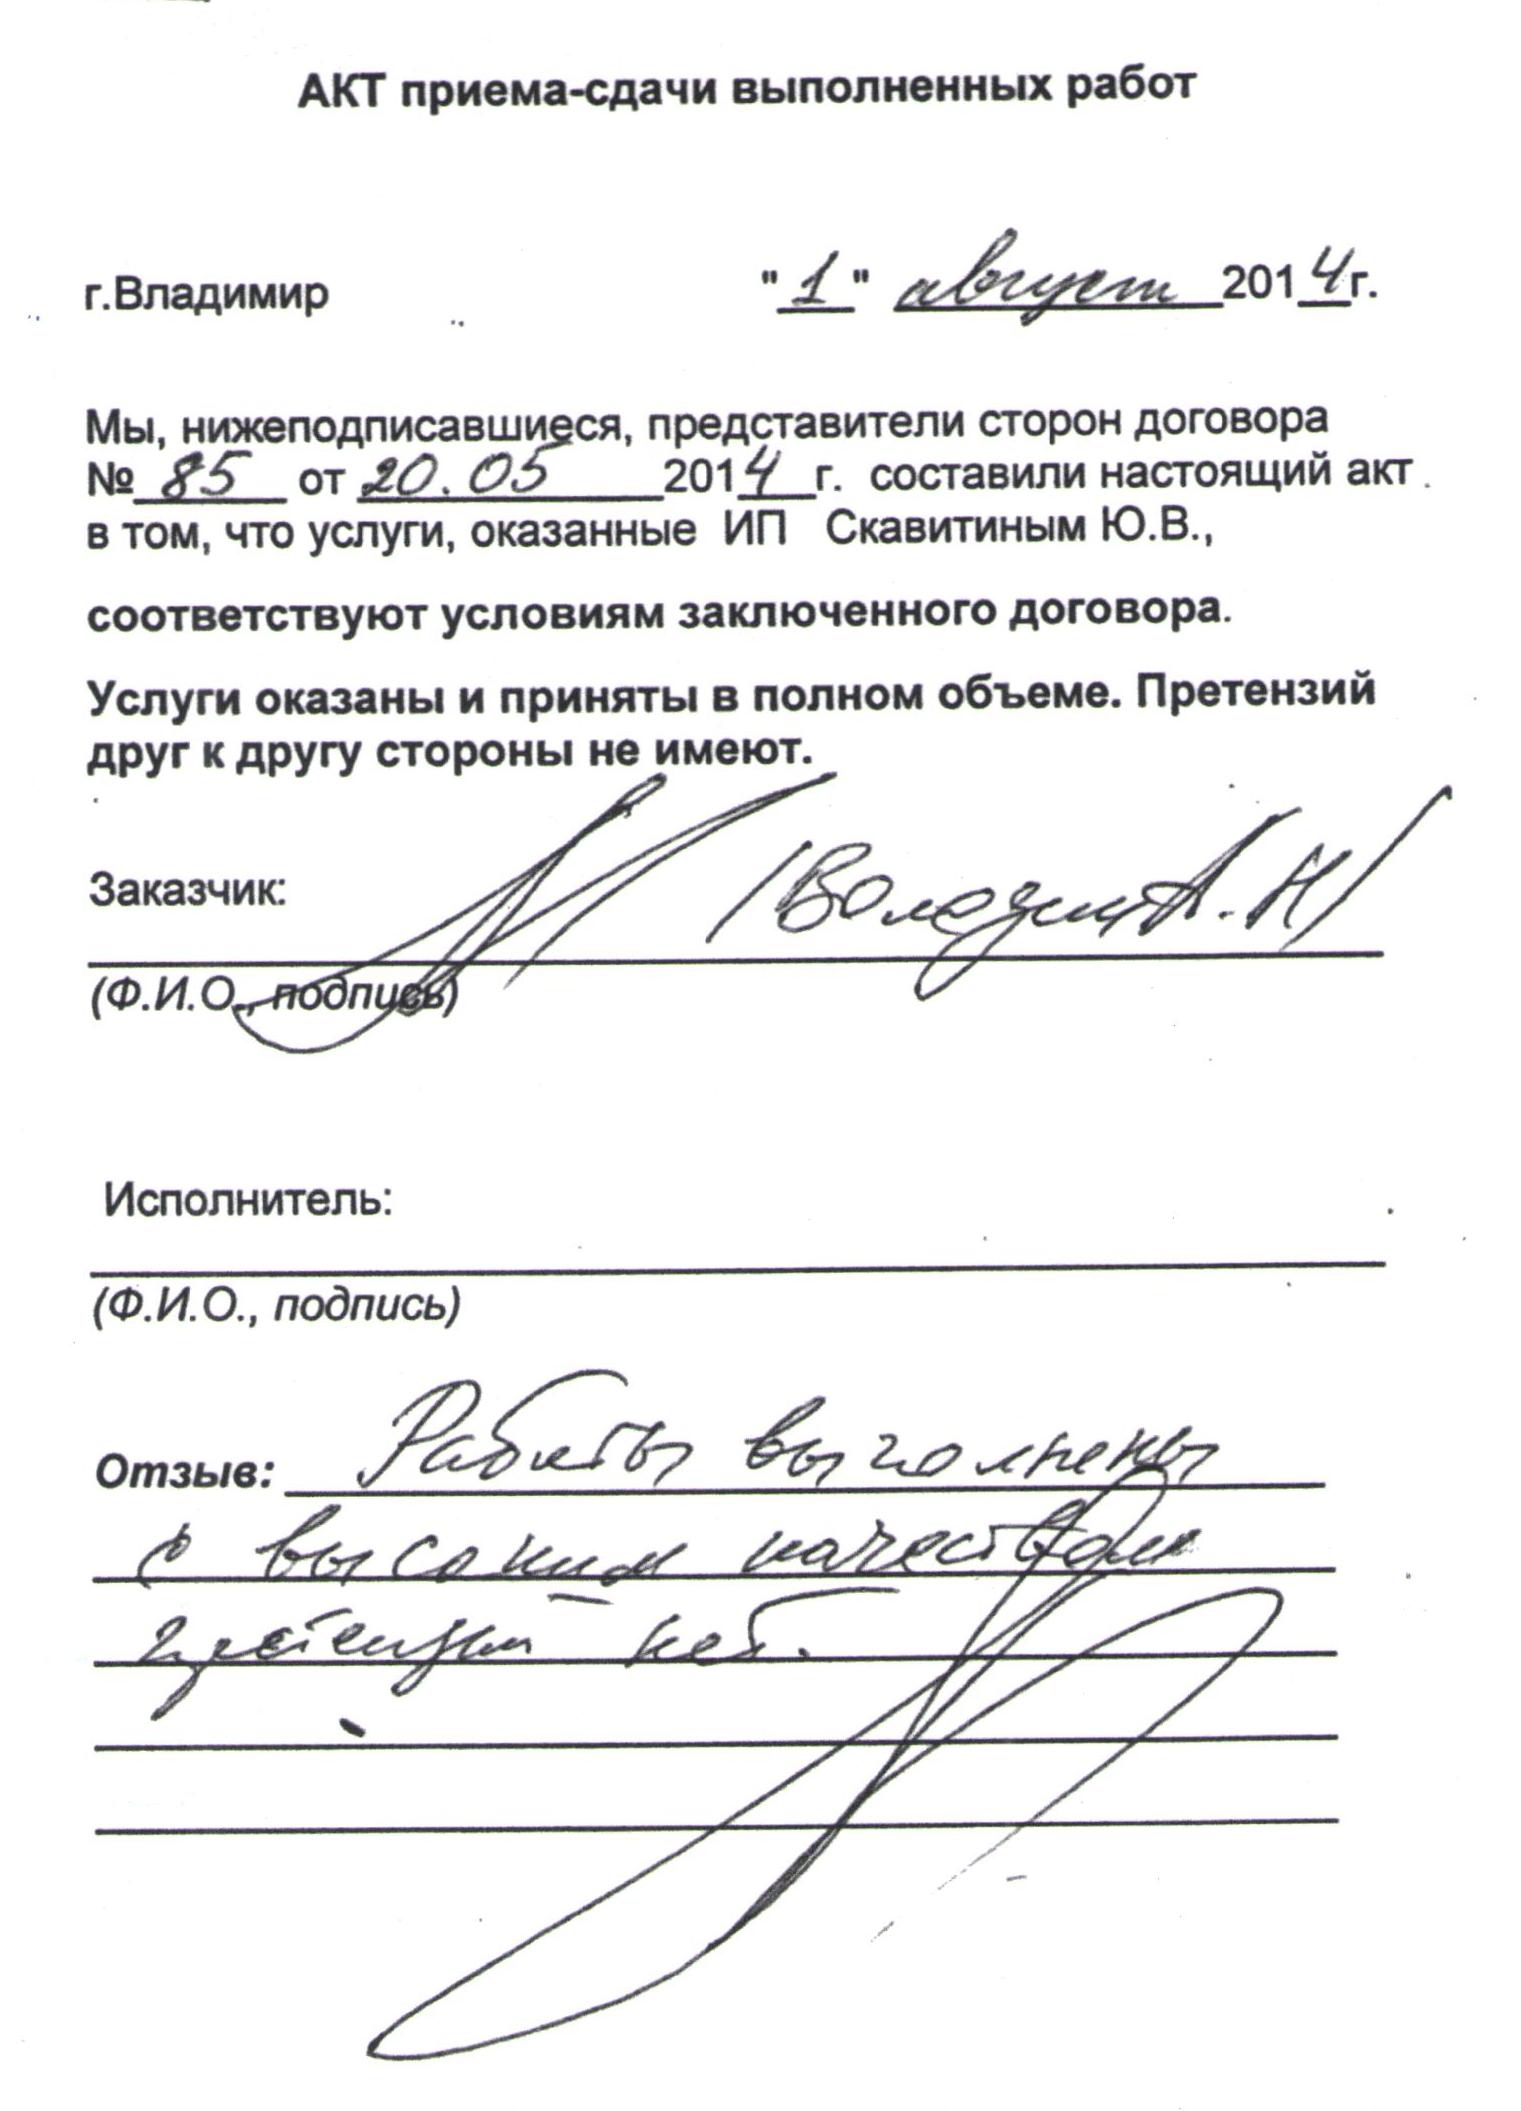 АКТ приема-сдачи выполненных работ
г.Владимир "1" август 2014г.
Мы, нижеподписавшиеся, представители сторон договора
№ 85 от 20.05 2014г. составили настоящий акт
в том, что услуги, оказанные ИП Скавитиным Ю.В.,
соответствуют условиям заключенного договора.
Услуги оказаны и приняты в полном объеме. Претензий
друг к другу стороны не имеют.
Заказчик: А.Н/
(Ф.И.О., подпись)
Исполнитель:
(Ф.И.О., подпись)
Отзыв: Работы выполнены
с высоким качеством
претензий нет.